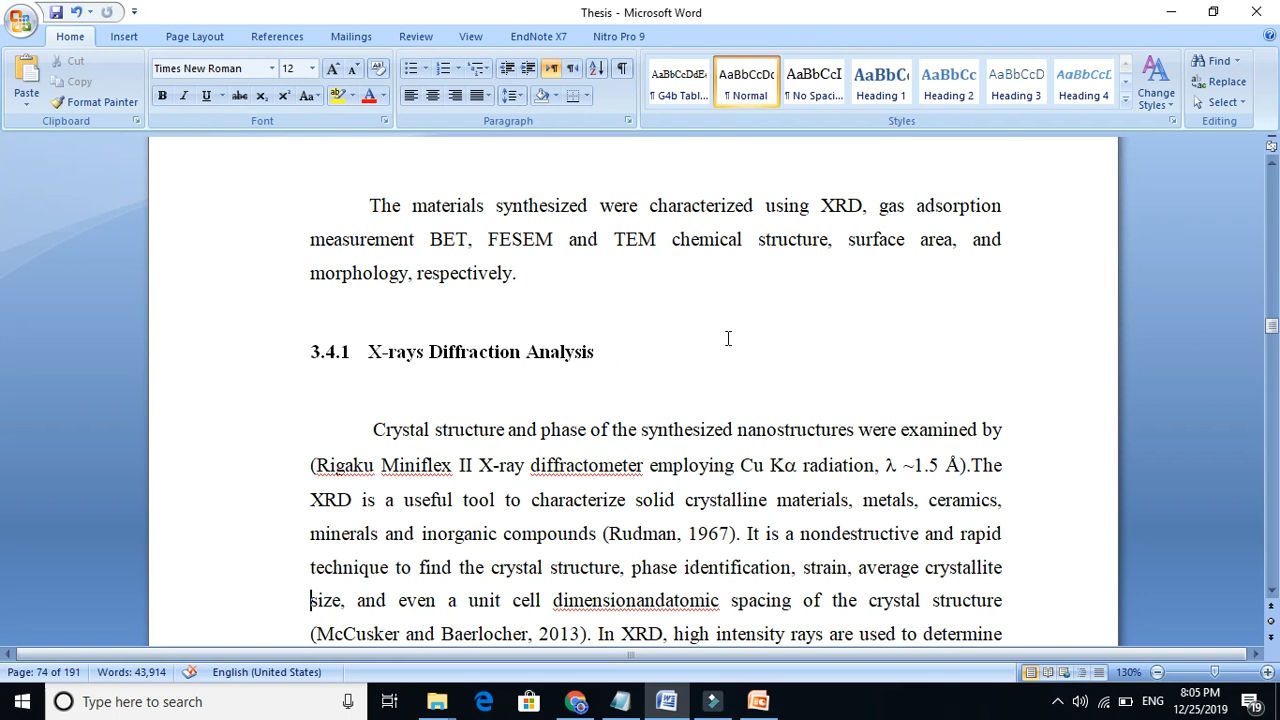 Thesis - Microsoft Word
Home Insert Page Layout References Mailings Review View EndNote X7 Nitro Pro 9
Paste
Cut
Copy
Format Painter
Clipboard
Times New Roman 12
B I U abe X₂ X² Aa A
Font
Paragraph
AaBbCcDdE
¶ G4b Tabl...
AaBbCcDc
¶ Normal
AaBbCcI
¶ No Spaci...
AaBbC
Heading 1
AaBbCc
Heading 2
AaBbCcD
Heading 3
AaBbCcL
Heading 4
Change
Styles
Styles
Find
Replace
Select
Editing
The materials synthesized were characterized using XRD, gas adsorption
measurement BET, FESEM and TEM chemical structure, surface area, and
morphology, respectively.
3.4.1 X-rays Diffraction Analysis
Crystal structure and phase of the synthesized nanostructures were examined by
(Rigaku Miniflex II X-ray diffractometer employing Cu Kα radiation, λ ~1.5 Å).The
XRD is a useful tool to characterize solid crystalline materials, metals, ceramics,
minerals and inorganic compounds (Rudman, 1967). It is a nondestructive and rapid
technique to find the crystal structure, phase identification, strain, average crystallite
size, and even a unit cell dimensionandatomic spacing of the crystal structure
(McCusker and Baerlocher, 2013). In XRD, high intensity rays are used to determine
Page: 74 of 191 Words: 43,914 English (United States) 130%
Type here to search
ENG
8:05 PM
12/25/2019
19